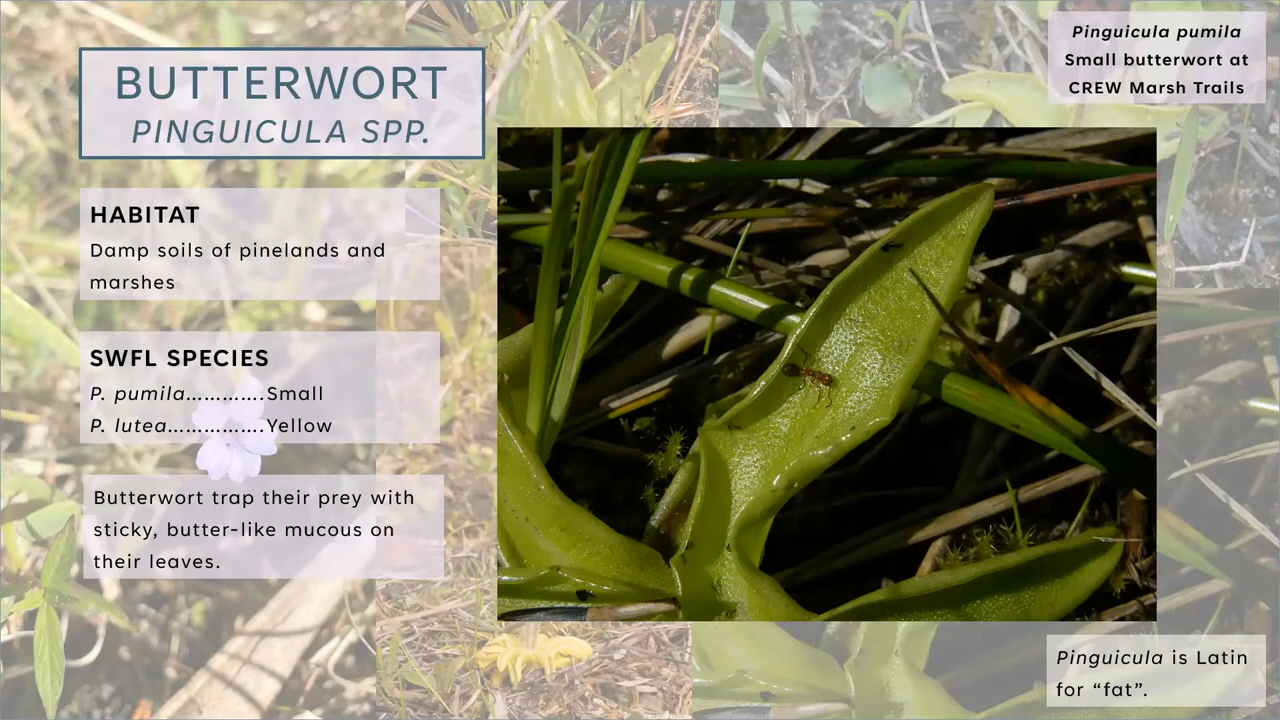 BUTTERWORT
PINGUICULA SPP.
HABITAT
Damp soils of pinelands and
marshes
SWFL SPECIES
P. pumila.............Small
P. lutea...............Yellow
Butterwort trap their prey with
sticky, butter-like mucous on
their leaves.
Pinguicula pumila
Small butterwort at
CREW Marsh Trails
Pinguicula is Latin
for “fat”.